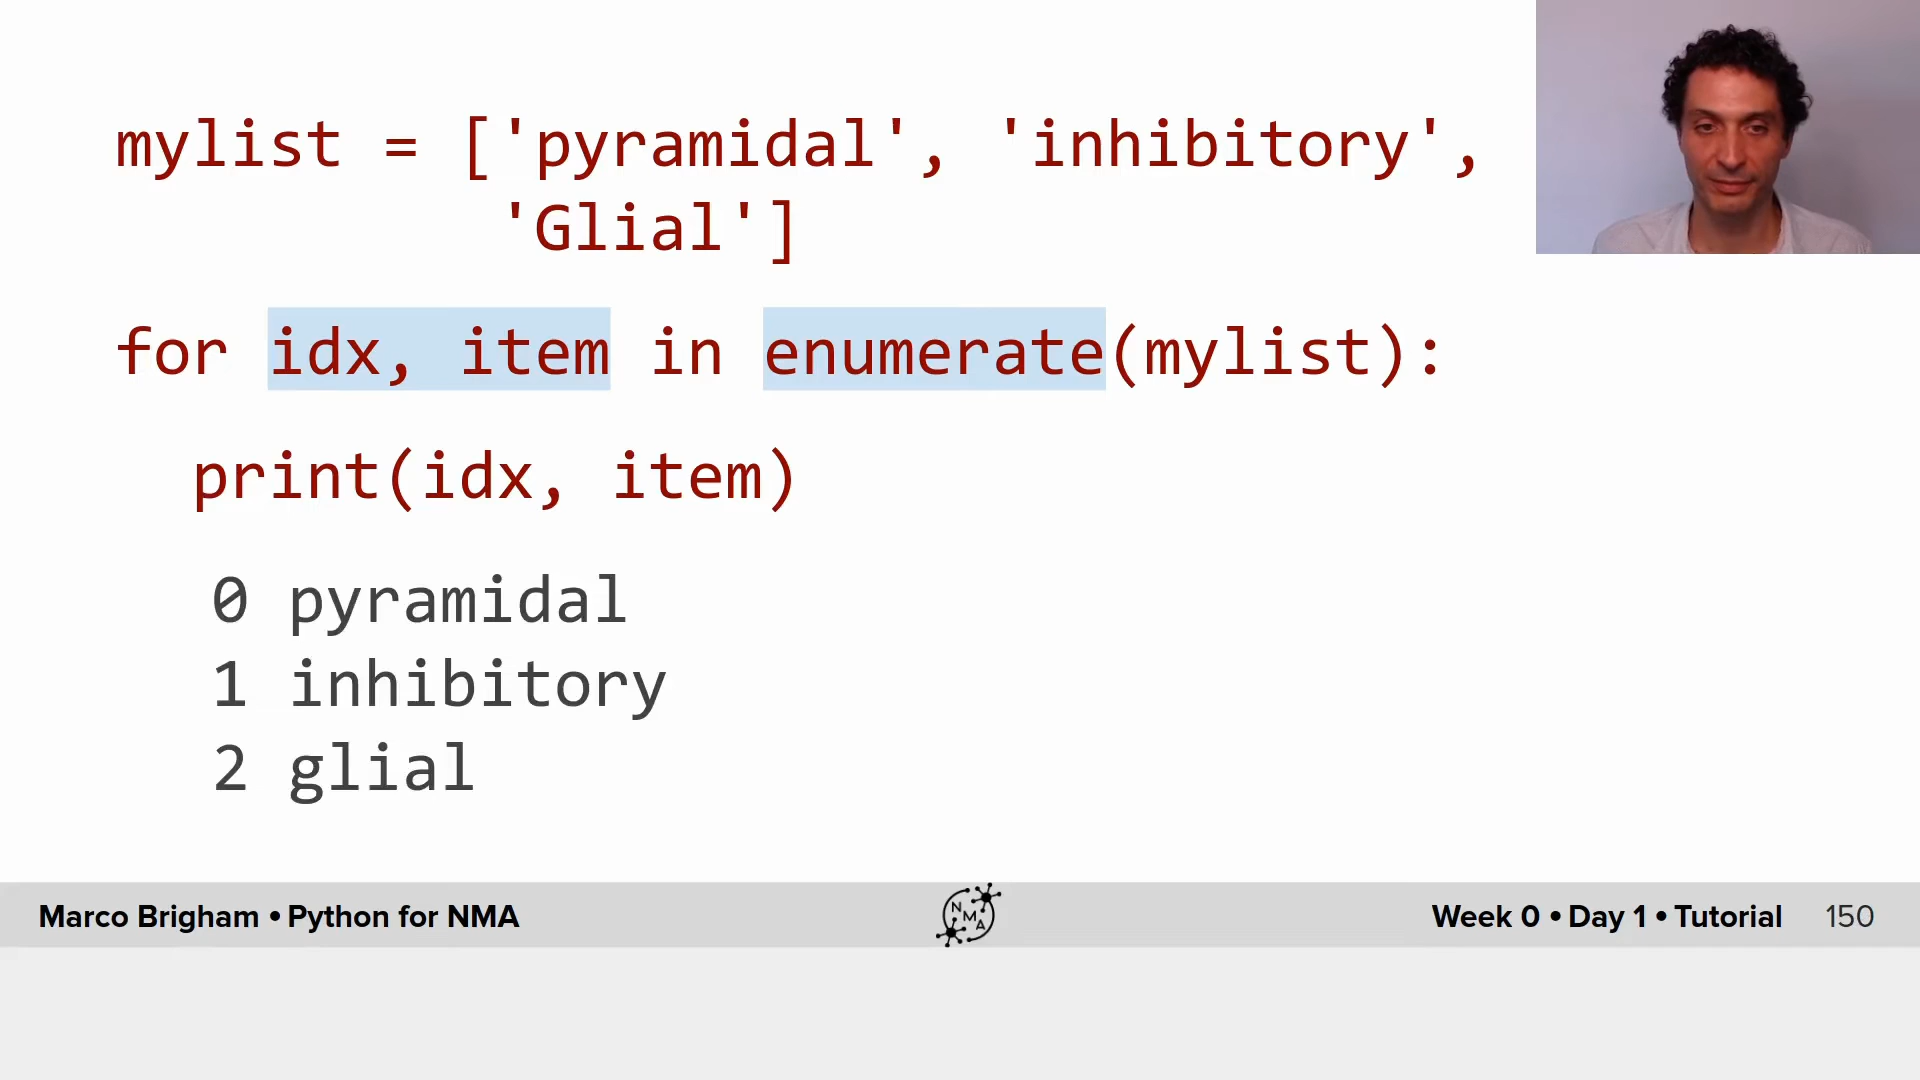 mylist = ['pyramidal', 'inhibitory',
'Glial']
for idx, item in enumerate(mylist):
print(idx, item)
0 pyramidal
1 inhibitory
2 glial
Marco Brigham • Python for NMA
NMA
Week 0 • Day 1 • Tutorial 150